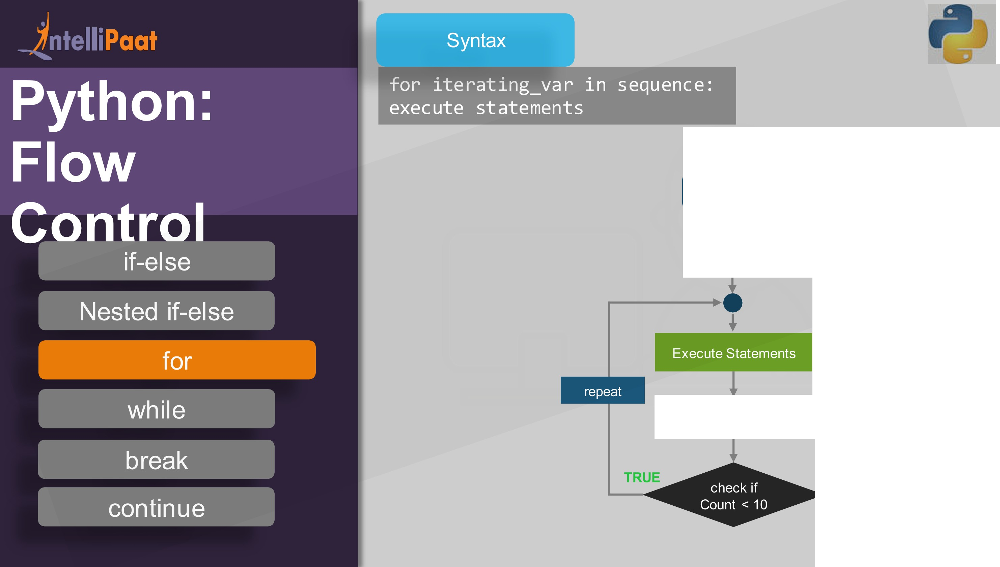 IntelliPaat
Python:
Flow
Control
if-else
Nested if-else
for
while
break
continue
Syntax
for iterating_var in sequence:
execute statements
Execute Statements
repeat
TRUE
check if
Count < 10